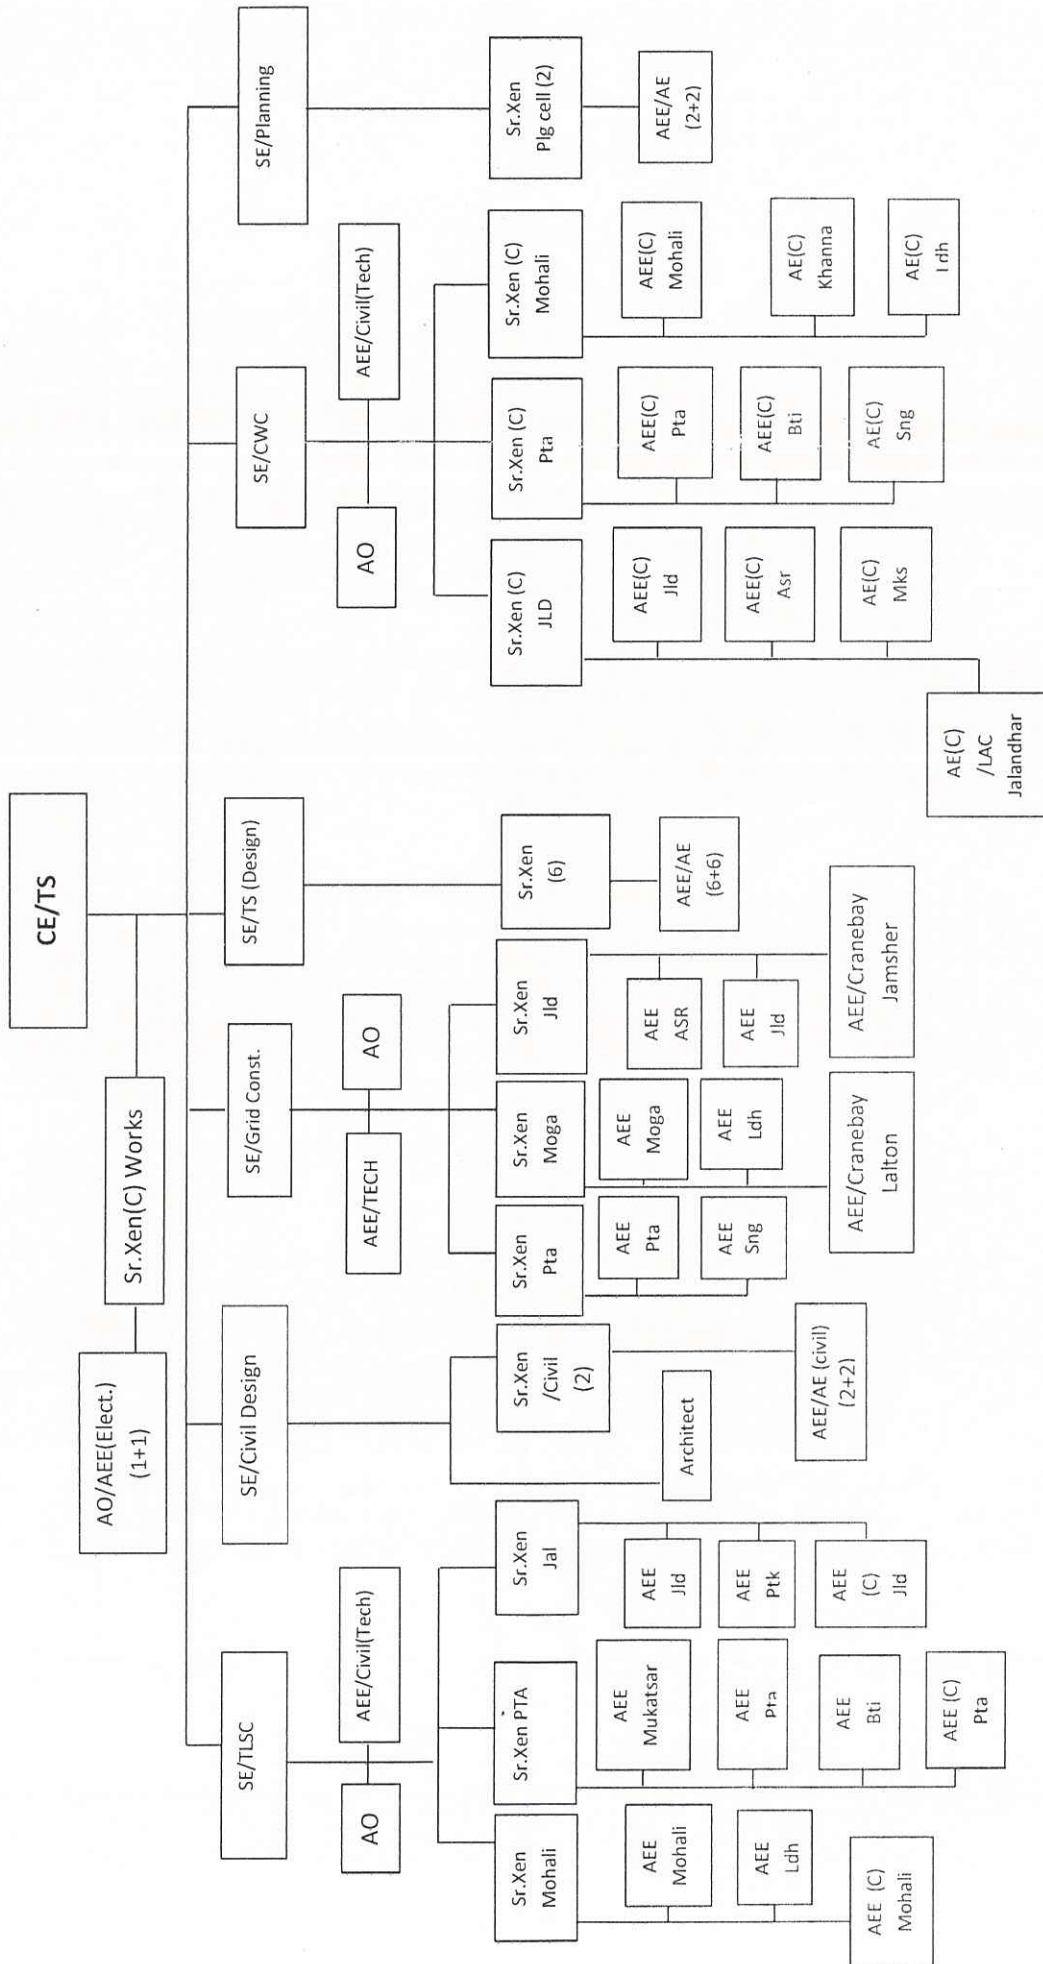 CE/TS
AO/AEE(Elect.)
(1+1)
Sr.Xen(C) Works
SE/TLSC
SE/Civil Design
SE/Grid Const.
SE/TS (Design)
SE/CWC
SE/Planning
AO
AEE/Civil(Tech)
AEE/TECH
AO
AO
AEE/Civil(Tech)
Sr.Xen
Mohali
Sr.Xen PTA
Sr.Xen
Jal
Architect
Sr.Xen
/Civil
(2)
Sr.Xen
Pta
Sr.Xen
Moga
Sr.Xen
Jld
Sr.Xen
(6)
Sr.Xen (C)
JLD
Sr.Xen (C)
Pta
Sr.Xen (C)
Mohali
Sr.Xen
Plg cell (2)
AEE
Mohali
AEE
Ldh
AEE (C)
Mohali
AEE
Mukatsar
AEE
Pta
AEE
Bti
AEE (C)
Pta
AEE
Jld
AEE
Ptk
AEE
(C)
Jld
AEE/AE (civil)
(2+2)
AEE
Pta
AEE
Sng
AEE
Moga
AEE
Ldh
AEE/Cranebay
Lalton
AEE
ASR
AEE
Jld
AEE/Cranebay
Jamsher
AEE/AE
(6+6)
AEE(C)
Jld
AEE(C)
Asr
AE(C)
Mks
AE(C)
/LAC
Jalandhar
AEE(C)
Pta
AEE(C)
Bti
AE(C)
Sng
AEE(C)
Mohali
AE(C)
Khanna
AE(C)
Ldh
AEE/AE
(2+2)